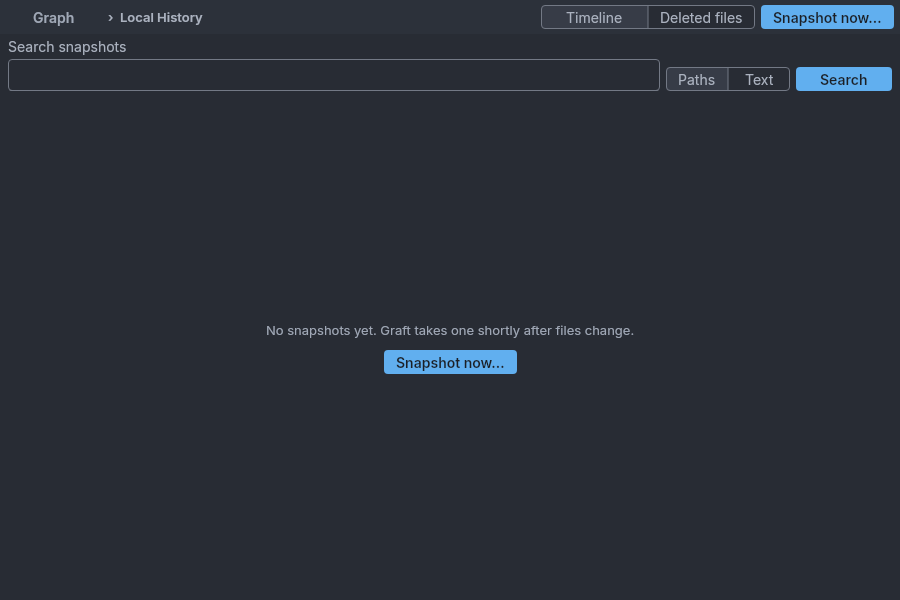 Graph › Local History Timeline Deleted files Snapshot now...
Search snapshots
Paths Text Search
No snapshots yet. Graft takes one shortly after files change.
Snapshot now...